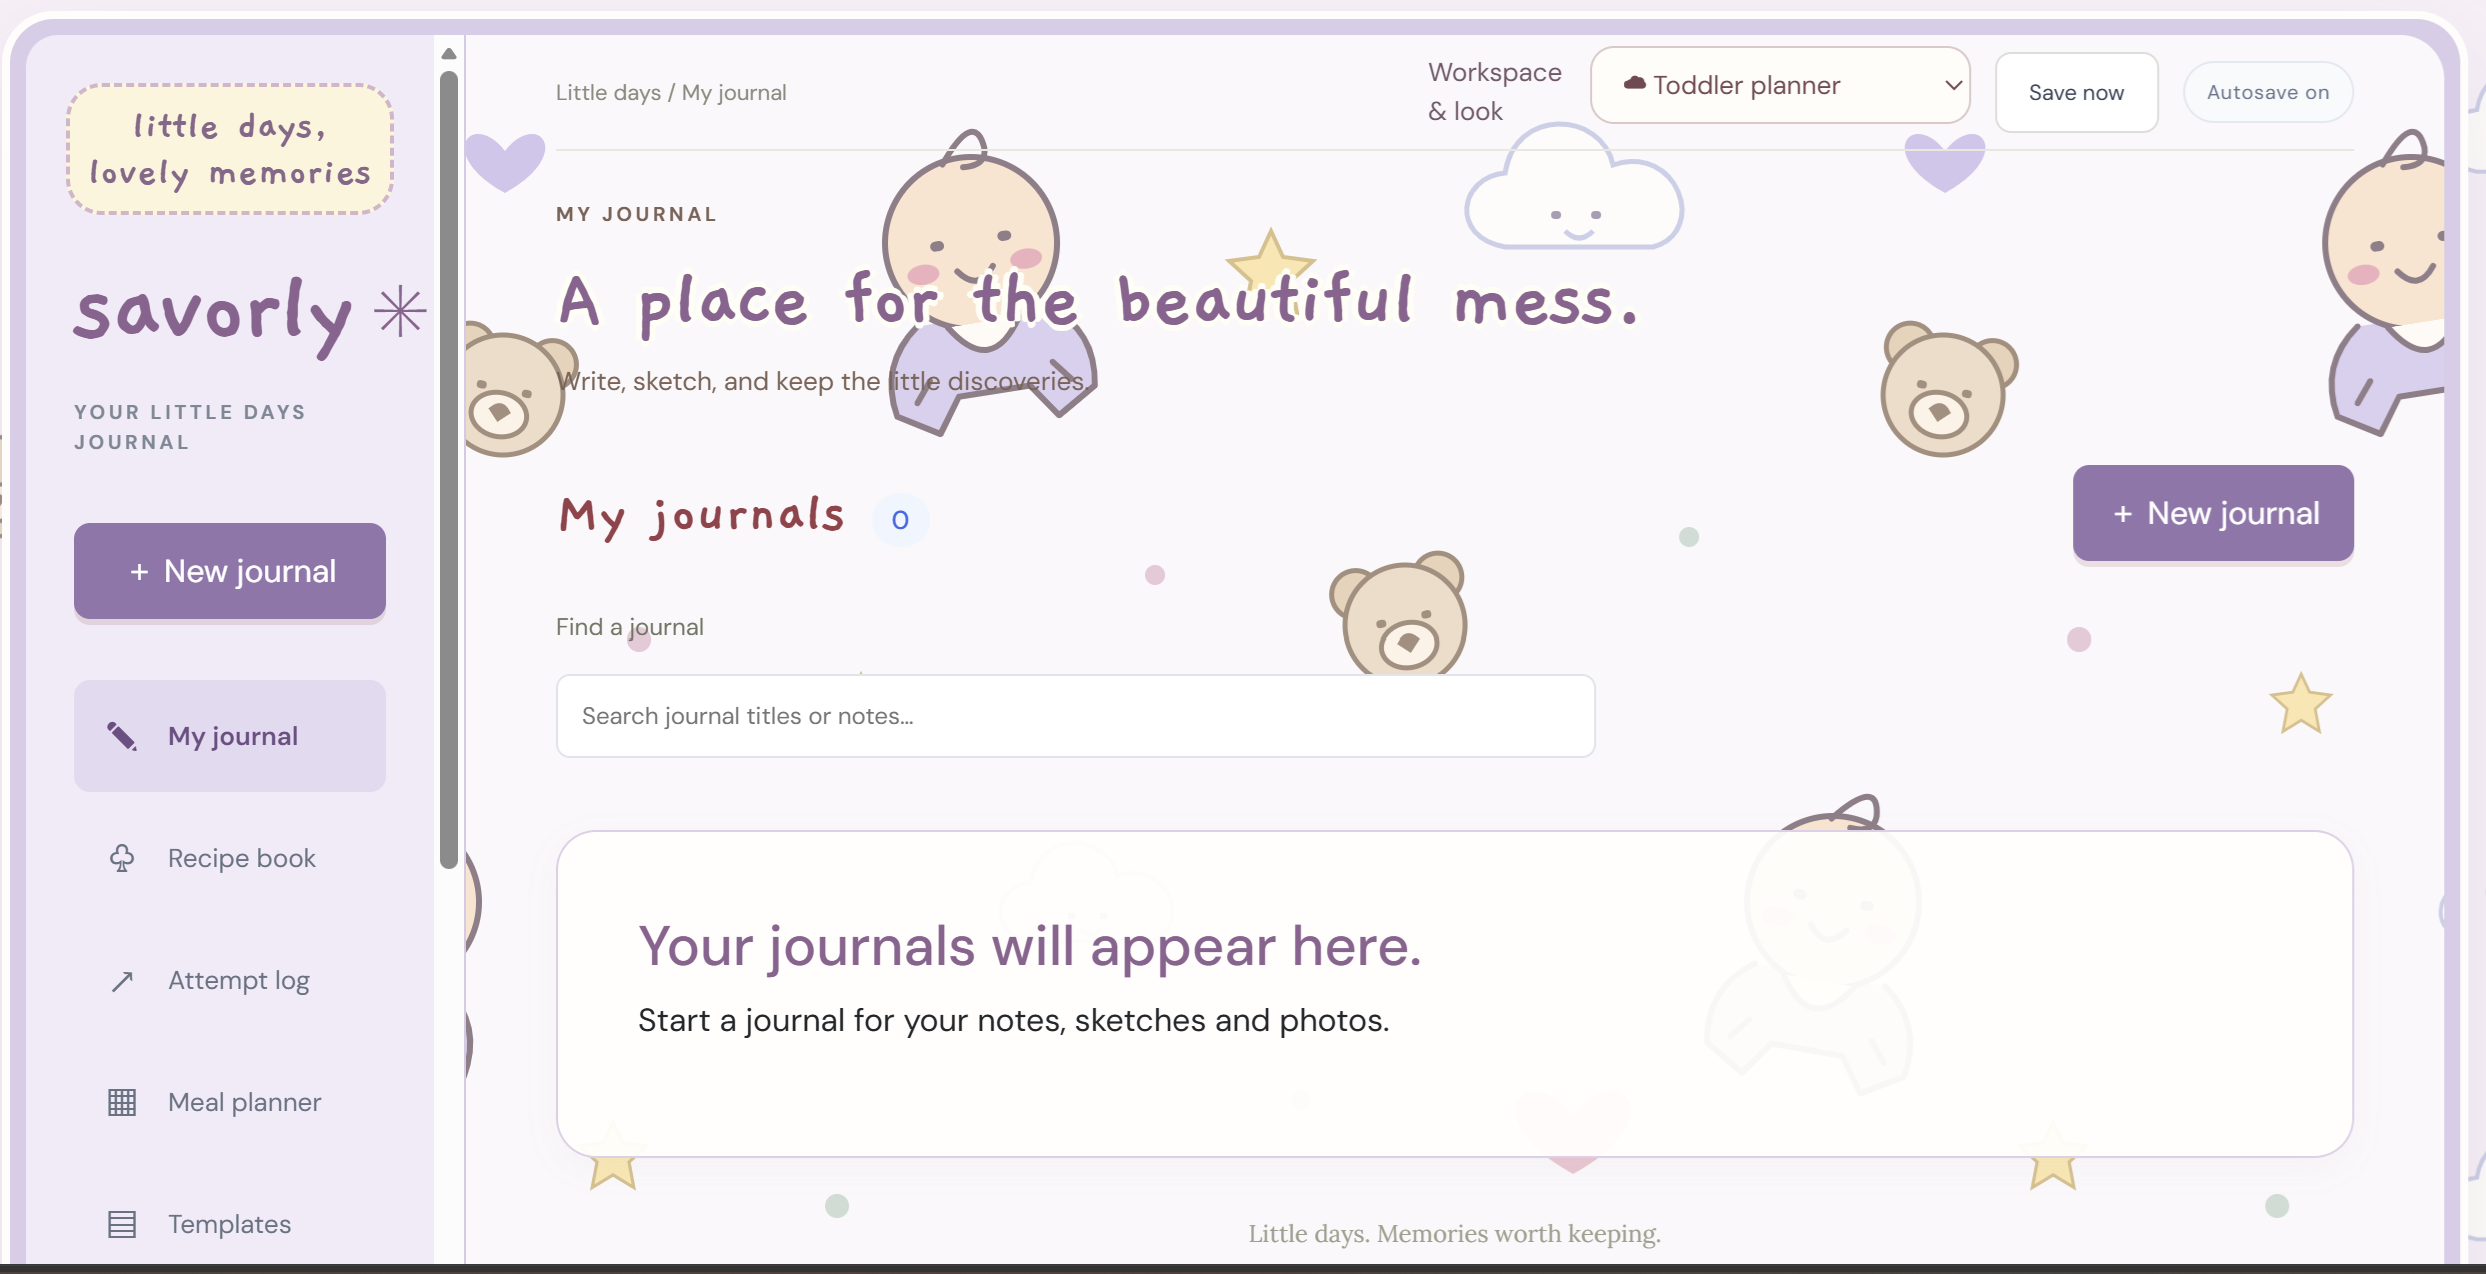 little days,
lovely memories
savorly
YOUR LITTLE DAYS
JOURNAL
+ New journal
My journal
Recipe book
Attempt log
Meal planner
Templates
Little days / My journal
Workspace
& look
Toddler planner
Save now
Autosave on
MY JOURNAL
A place for the beautiful mess.
Write, sketch, and keep the little discoveries.
My journals 0
+ New journal
Find a journal
Search journal titles or notes...
Your journals will appear here.
Start a journal for your notes, sketches and photos.
Little days. Memories worth keeping.